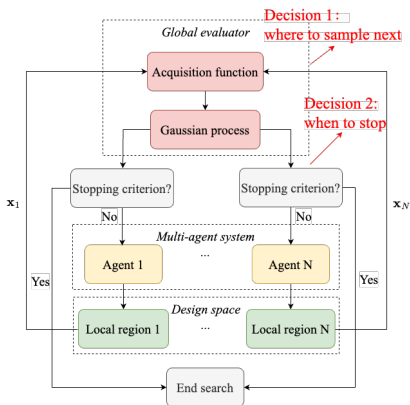 Decision 1:
where to sample next
Global evaluator
Acquisition function
Gaussian process
Decision 2:
when to stop
Stopping criterion?
Stopping criterion?
x1
xN
No
No
Multi-agent system
...
Yes
Yes
Agent 1
Agent N
Design space
...
Local region 1
Local region N
End search